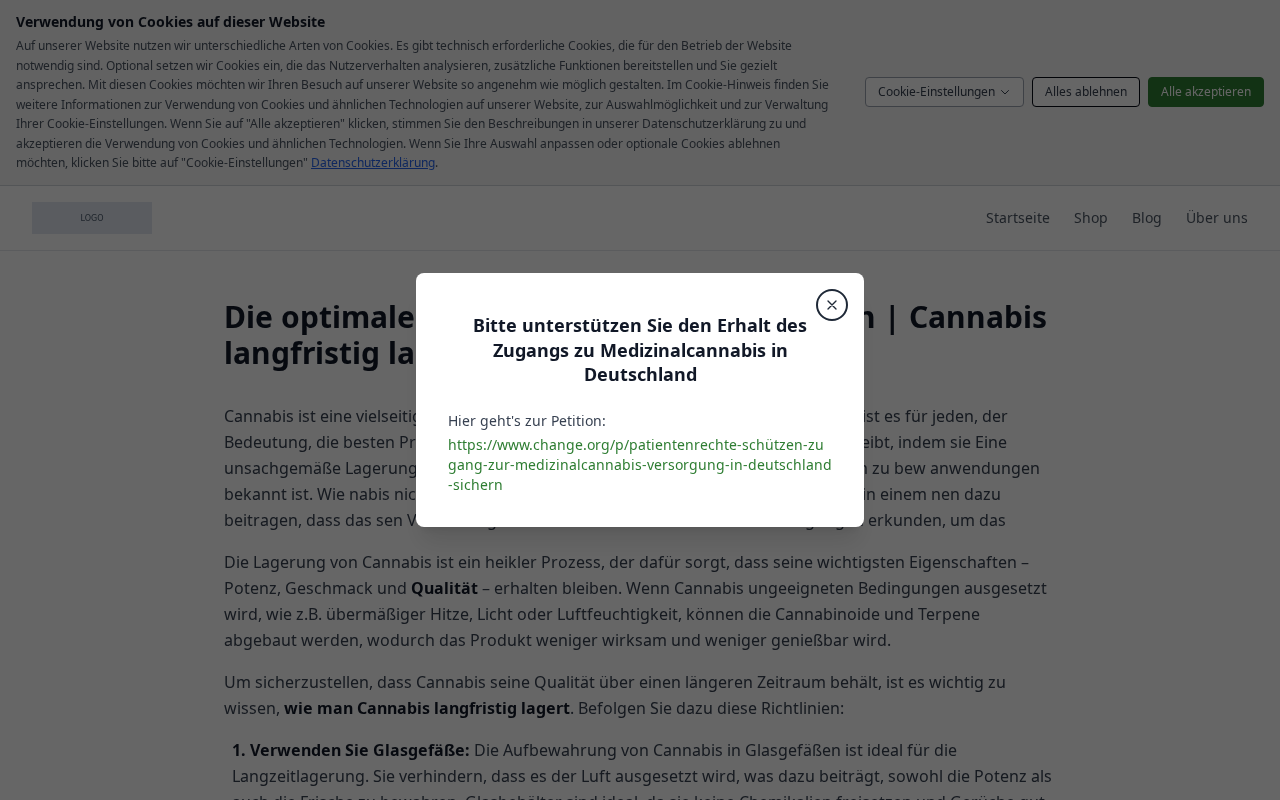 Verwendung von Cookies auf dieser Website
Auf unserer Website nutzen wir unterschiedliche Arten von Cookies. Es gibt technisch erforderliche Cookies, die für den Betrieb der Website
notwendig sind. Optional setzen wir Cookies ein, die das Nutzerverhalten analysieren, zusätzliche Funktionen bereitstellen und Sie gezielt
ansprechen. Mit diesen Cookies möchten wir Ihren Besuch auf unserer Website so angenehm wie möglich gestalten. Im Cookie-Hinweis finden Sie
weitere Informationen zur Verwendung von Cookies und ähnlichen Technologien auf unserer Website, zur Auswahlmöglichkeit und zur Verwaltung
Ihrer Cookie-Einstellungen. Wenn Sie auf "Alle akzeptieren" klicken, stimmen Sie den Beschreibungen in unserer Datenschutzerklärung zu und
akzeptieren die Verwendung von Cookies und ähnlichen Technologien. Wenn Sie Ihre Auswahl anpassen oder optionale Cookies ablehnen
möchten, klicken Sie bitte auf "Cookie-Einstellungen" Datenschutzerklärung.
Cookie-Einstellungen
Alles ablehnen
Alle akzeptieren
LOGO
Startseite
Shop
Blog
Über uns
Bitte unterstützen Sie den Erhalt des
Zugangs zu Medizinalcannabis in
Deutschland
Hier geht's zur Petition:
https://www.change.org/p/patientenrechte-schützen-zu
gang-zur-medizinalcannabis-versorgung-in-deutschland
-sichern
Die optimale | Cannabis
langfristig
Cannabis ist eine ist es für jeden, der
Bedeutung, die besten indem sie Eine
unsachgemäße Lagerung zu bew anwendungen
bekannt ist. Wie nabis in einem nen dazu
beitragen, dass das sen erkunden, um das
Die Lagerung von Cannabis ist ein heikler Prozess, der dafür sorgt, dass seine wichtigsten Eigenschaften –
Potenz, Geschmack und Qualität – erhalten bleiben. Wenn Cannabis ungeeigneten Bedingungen ausgesetzt
wird, wie z.B. übermäßiger Hitze, Licht oder Luftfeuchtigkeit, können die Cannabinoide und Terpene
abgebaut werden, wodurch das Produkt weniger wirksam und weniger genießbar wird.
Um sicherzustellen, dass Cannabis seine Qualität über einen längeren Zeitraum behält, ist es wichtig zu
wissen, wie man Cannabis langfristig lagert. Befolgen Sie dazu diese Richtlinien:
1. Verwenden Sie Glasgefäße: Die Aufbewahrung von Cannabis in Glasgefäßen ist ideal für die
Langzeitlagerung. Sie verhindern, dass es der Luft ausgesetzt wird, was dazu beiträgt, sowohl die Potenz als